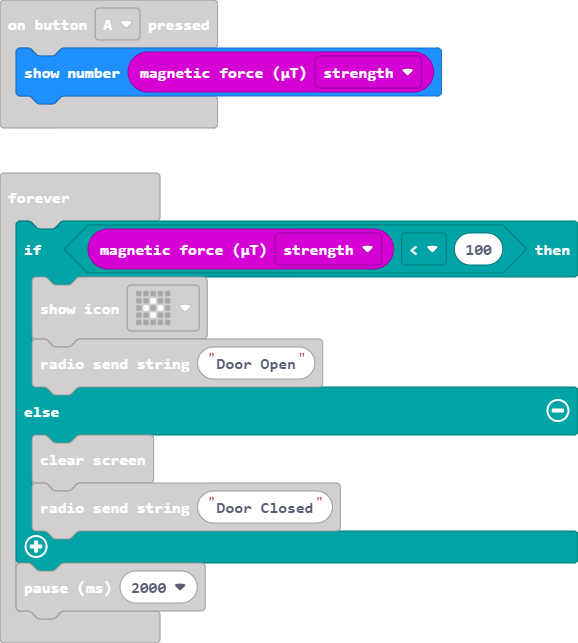 on button A pressed
show number magnetic force (µT) strength
forever
if magnetic force (µT) strength < 100 then
show icon
radio send string "Door Open"
else
clear screen
radio send string "Door Closed"
pause (ms) 2000